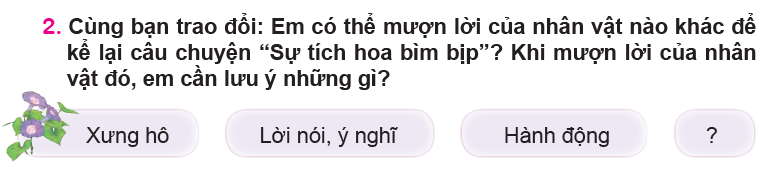 2. Cùng bạn trao đổi: Em có thể mượn lời của nhân vật nào khác để
kể lại câu chuyện “Sự tích hoa bìm bịp”? Khi mượn lời của nhân
vật đó, em cần lưu ý những gì?
Xưng hô Lời nói, ý nghĩ Hành động ?